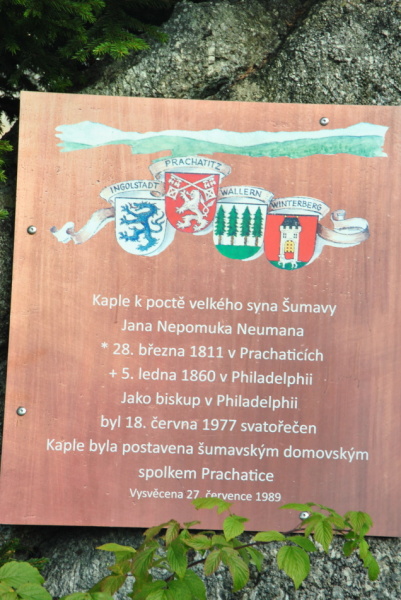 PRACHATITZ
INGOLSTADT
WALLERN
WINTERBERG
Kaple k poctě velkého syna Šumavy
Jana Nepomuka Neumana
* 28. března 1811 v Prachaticích
+ 5. ledna 1860 v Philadelphii
Jako biskup v Philadelphii
byl 18. června 1977 svatořečen
Kaple byla postavena šumavským domovským
spolkem Prachatice
Vysvěcena 27. července 1989